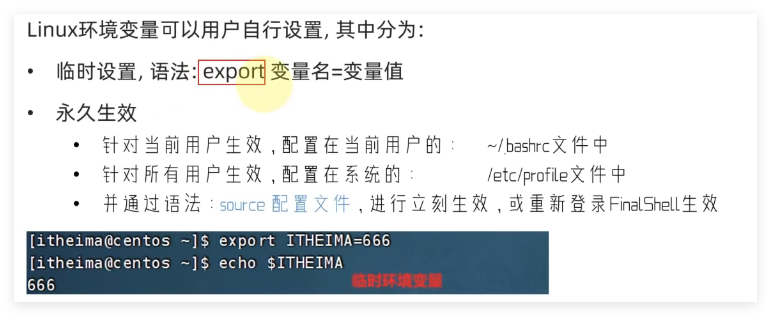 Linux环境变量可以用户自行设置, 其中分为:
• 临时设置, 语法: export 变量名=变量值
• 永久生效
• 针对当前用户生效，配置在当前用户的： ~/.bashrc文件中
• 针对所有用户生效，配置在系统的： /etc/profile文件中
• 并通过语法：source 配置文件，进行立刻生效，或重新登录FinalShell生效
[itheima@centos ~]$ export ITHEIMA=666
[itheima@centos ~]$ echo $ITHEIMA
666 临时环境变量